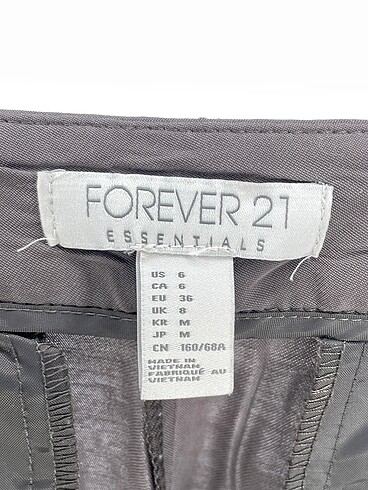 FOREVER 21
ESSENTIALS
US 6
CA 6
EU 36
UK 8
KR M
JP M
CN 160/68A
MADE IN
VIETNAM
FABRIQUÉ AU
VIETNAM